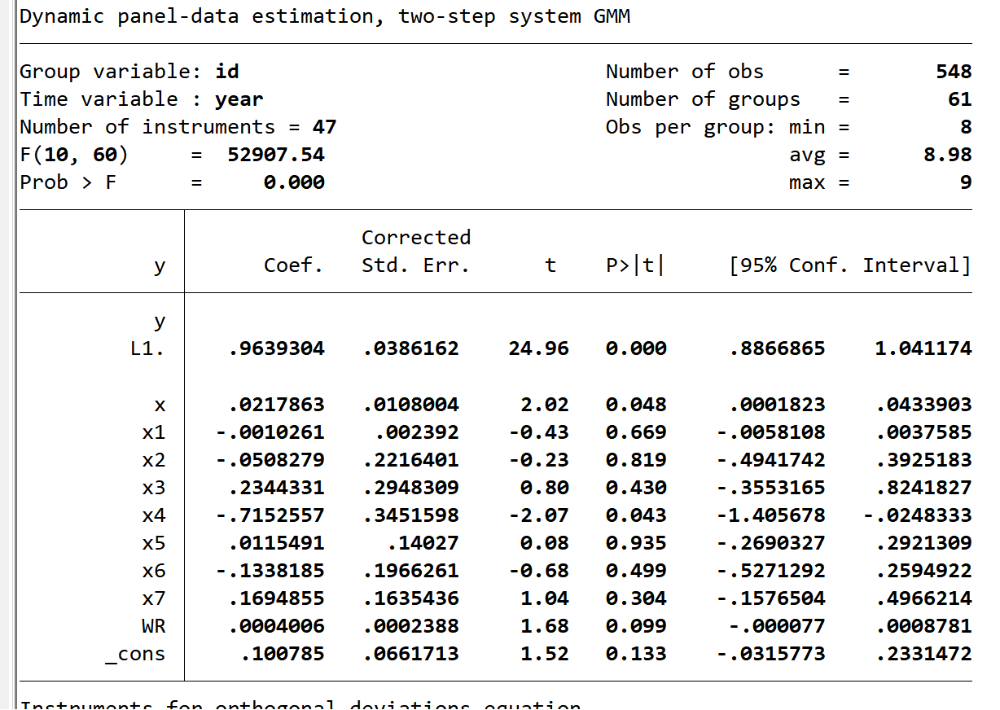 Dynamic panel-data estimation, two-step system GMM
Group variable: id Number of obs = 548
Time variable : year Number of groups = 61
Number of instruments = 47 Obs per group: min = 8
F(10, 60) = 52907.54 avg = 8.98
Prob > F = 0.000 max = 9
Corrected
y Coef. Std. Err. t P>|t| [95% Conf. Interval]
y
L1. .9639304 .0386162 24.96 0.000 .8866865 1.041174
x .0217863 .0108004 2.02 0.048 .0001823 .0433903
x1 -.0010261 .002392 -0.43 0.669 -.0058108 .0037585
x2 -.0508279 .2216401 -0.23 0.819 -.4941742 .3925183
x3 .2344331 .2948309 0.80 0.430 -.3553165 .8241827
x4 -.7152557 .3451598 -2.07 0.043 -1.405678 -.0248333
x5 .0115491 .14027 0.08 0.935 -.2690327 .2921309
x6 -.1338185 .1966261 -0.68 0.499 -.5271292 .2594922
x7 .1694855 .1635436 1.04 0.304 -.1576504 .4966214
WR .0004006 .0002388 1.68 0.099 -.000077 .0008781
_cons .100785 .0661713 1.52 0.133 -.0315773 .2331472
Instruments for orthogonal deviations equation